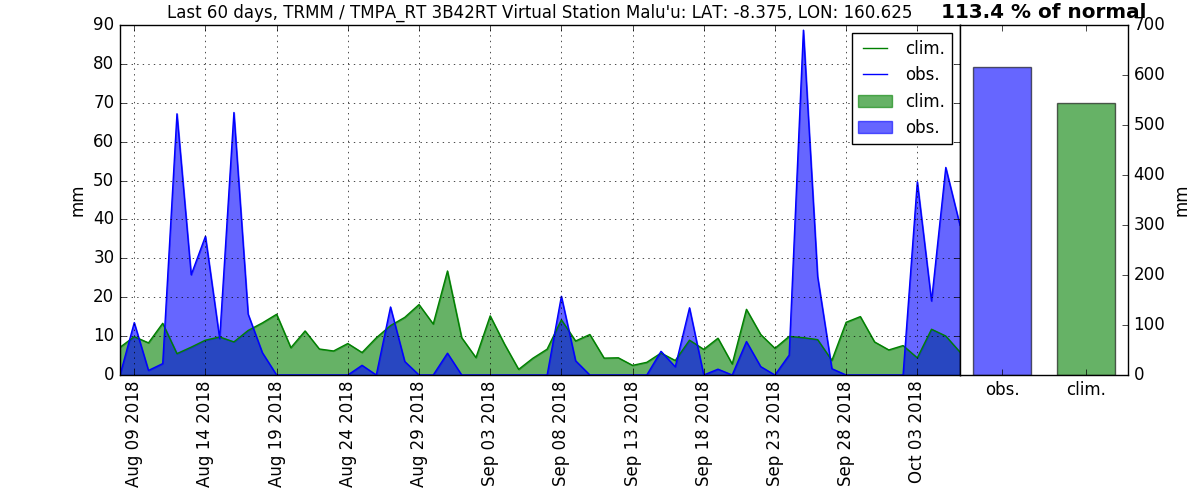 Last 60 days, TRMM / TMPA_RT 3B42RT Virtual Station Malu'u: LAT: -8.375, LON: 160.625
113.4 % of normal
90
80
70
60
50
40
30
20
10
0
mm
clim.
obs.
clim.
obs.
700
600
500
400
300
200
100
0
mm
Aug 09 2018
Aug 14 2018
Aug 19 2018
Aug 24 2018
Aug 29 2018
Sep 03 2018
Sep 08 2018
Sep 13 2018
Sep 18 2018
Sep 23 2018
Sep 28 2018
Oct 03 2018
obs.
clim.